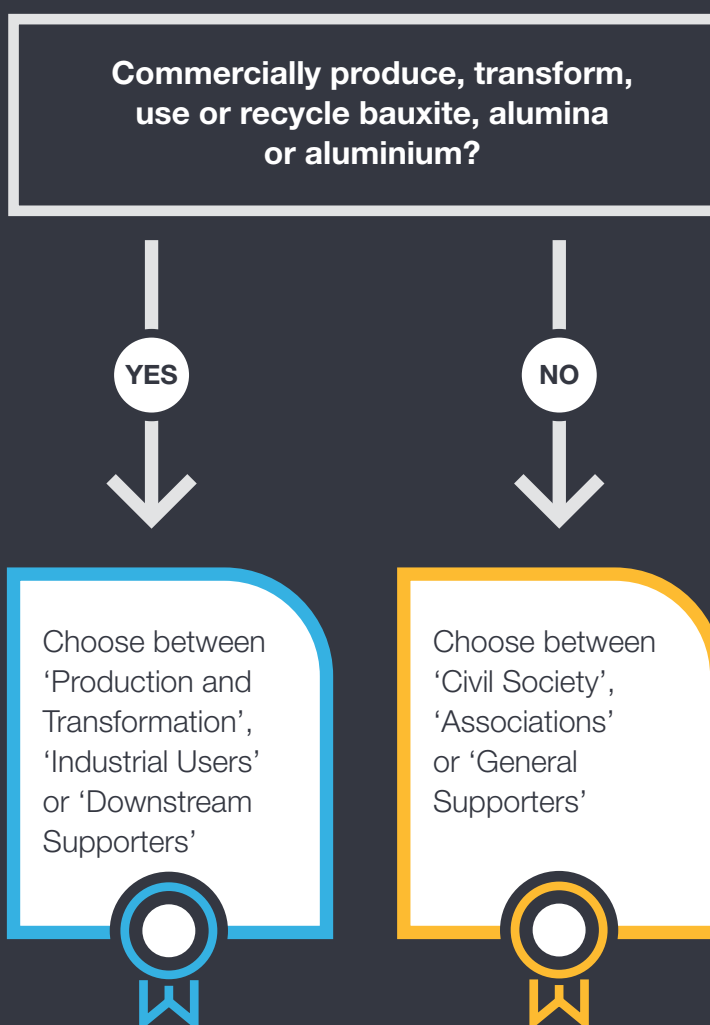 Commercially produce, transform,
use or recycle bauxite, alumina
or aluminium?
YES
NO
Choose between
‘Production and
Transformation’,
‘Industrial Users’
or ‘Downstream
Supporters’
Choose between
‘Civil Society’,
‘Associations’
or ‘General
Supporters’